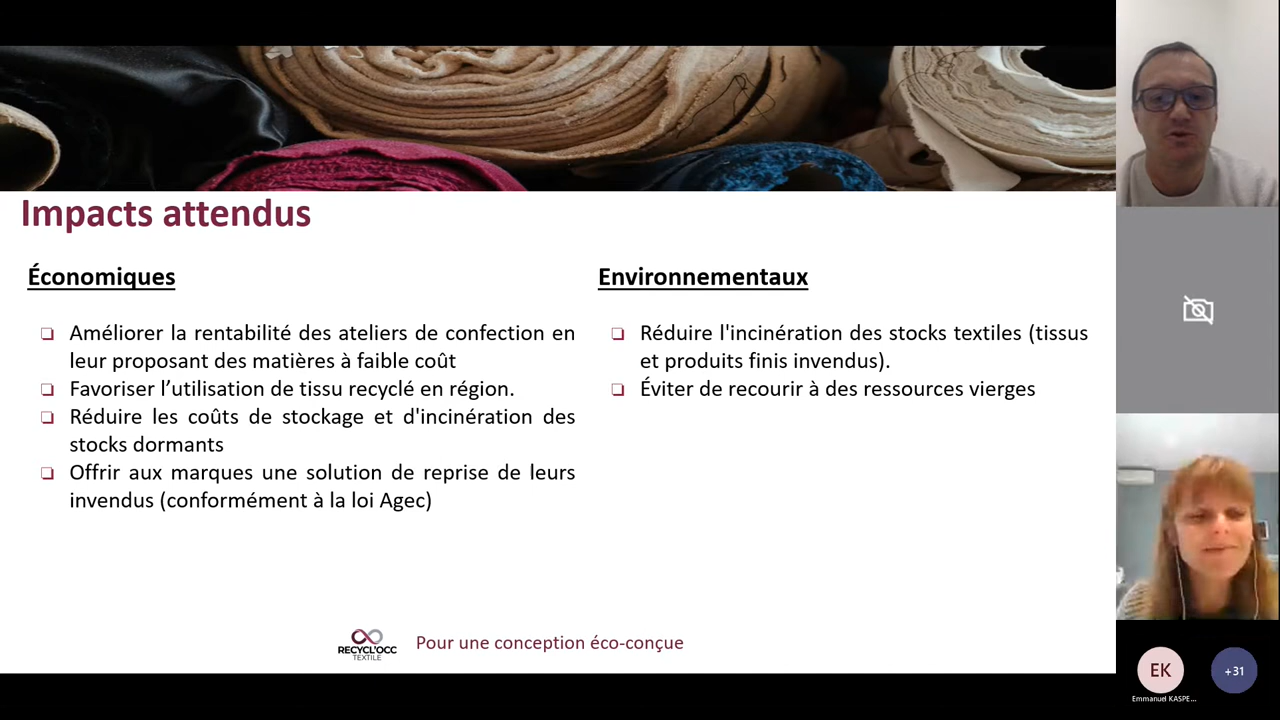 Impacts attendus
Économiques
❏ Améliorer la rentabilité des ateliers de confection en
leur proposant des matières à faible coût
❏ Favoriser l’utilisation de tissu recyclé en région.
❏ Réduire les coûts de stockage et d'incinération des
stocks dormants
❏ Offrir aux marques une solution de reprise de leurs
invendus (conformément à la loi Agec)
Environnementaux
❏ Réduire l'incinération des stocks textiles (tissus
et produits finis invendus).
❏ Éviter de recourir à des ressources vierges
RECYCL'OCC
TEXTILE
Pour une conception éco-conçue
EK
Emmanuel KASPE...
+31